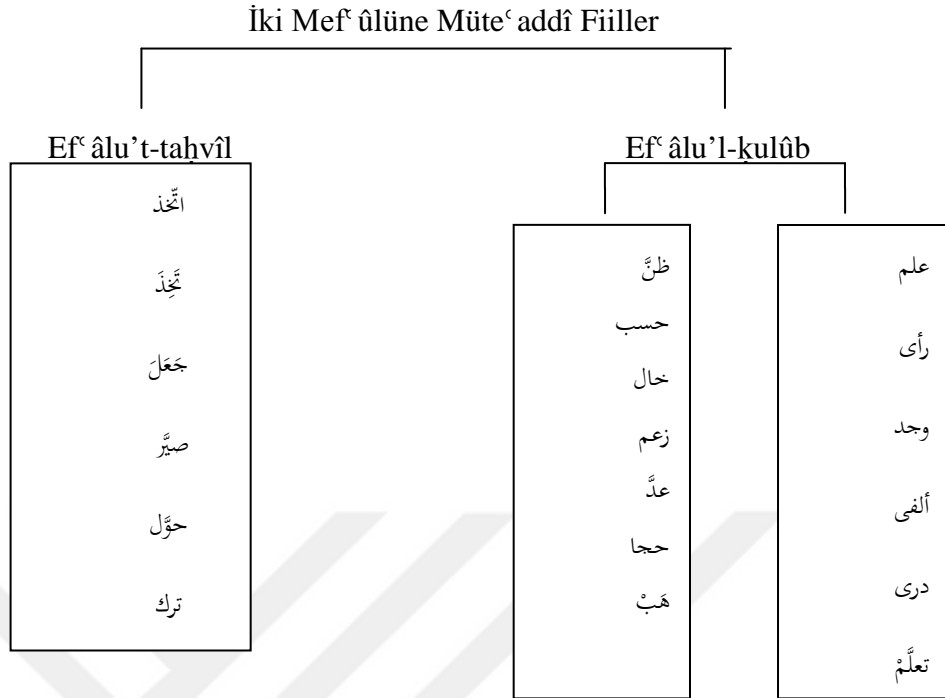 İki Mefʿûlüne Müteʿaddî Fiiller
Efʿâlu’t-taḥvîl
Efʿâlu’l-ḳulûb
اتّخذ
تَخِذَ
جَعَلَ
صيَّر
حوَّل
ترك
ظنَّ
حسب
خال
زعم
عدَّ
حجا
هَبْ
علم
رأى
وجد
ألفى
درى
تعلَّمْ